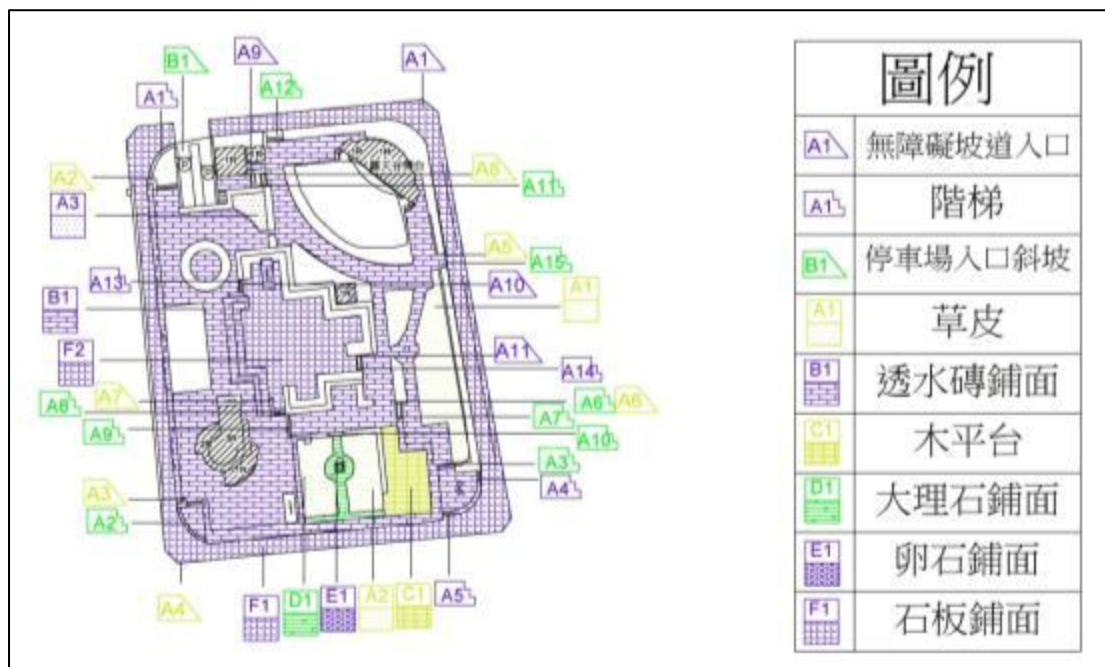 A9
B1
A1
A1
A12
A2
A6
A3
A11
A5
A15
A13
A10
A1
B1
A11
F2
A14
A7
A6
A6
A8
A7
A9
A10
A3
A3
A4
A2
A4
F1
D1
E1
A2
C1
A5
圖例
A1 無障礙坡道入口
A1 階梯
B1 停車場入口斜坡
A1 草皮
B1 透水磚鋪面
C1 木平台
D1 大理石鋪面
E1 卵石鋪面
F1 石板鋪面